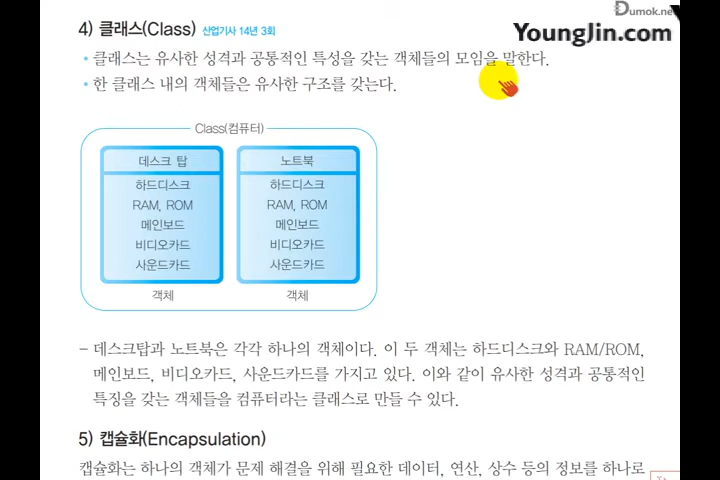 Dumok.ne
YoungJin.com
4) 클래스(Class) 산업기사 14년 3회
• 클래스는 유사한 성격과 공통적인 특성을 갖는 객체들의 모임을 말한다.
• 한 클래스 내의 객체들은 유사한 구조를 갖는다.
Class(컴퓨터)
데스크 탑 노트북
하드디스크 하드디스크
RAM, ROM RAM, ROM
메인보드 메인보드
비디오카드 비디오카드
사운드카드 사운드카드
객체 객체
– 데스크탑과 노트북은 각각 하나의 객체이다. 이 두 객체는 하드디스크와 RAM/ROM,
메인보드, 비디오카드, 사운드카드를 가지고 있다. 이와 같이 유사한 성격과 공통적인
특징을 갖는 객체들을 컴퓨터라는 클래스로 만들 수 있다.
5) 캡슐화(Encapsulation)
캡슐화는 하나의 객체가 문제 해결을 위해 필요한 데이터, 연산, 상수 등의 정보를 하나로